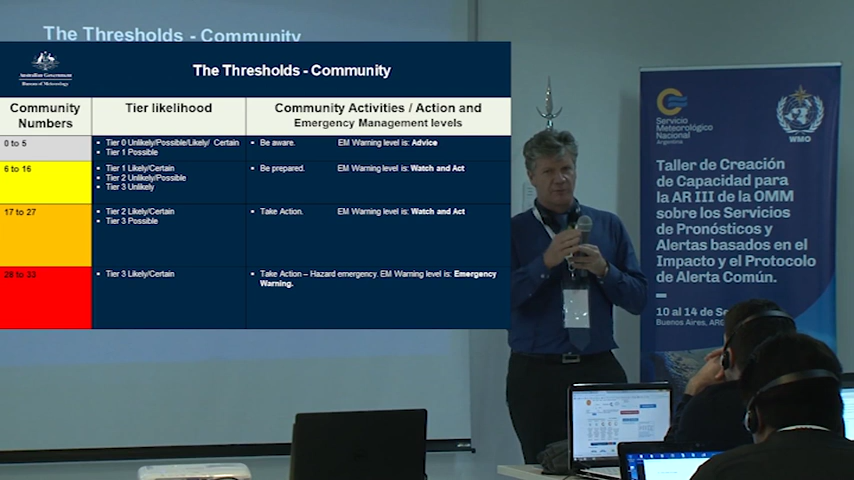 The Thresholds - Community
Australian Government
Bureau of Meteorology
The Thresholds - Community
Community Numbers
Tier likelihood
Community Activities / Action and Emergency Management levels
0 to 5
▪ Tier 0 Unlikely/Possible/Likely/ Certain
▪ Tier 1 Possible
▪ Be aware. EM Warning level is: Advice
6 to 16
▪ Tier 1 Likely/Certain
▪ Tier 2 Unlikely/Possible
▪ Tier 3 Unlikely
▪ Be prepared. EM Warning level is: Watch and Act
17 to 27
▪ Tier 2 Likely/Certain
▪ Tier 3 Possible
▪ Take Action. EM Warning level is: Watch and Act
28 to 33
▪ Tier 3 Likely/Certain
▪ Take Action – Hazard emergency. EM Warning level is: Emergency
Warning.
Servicio
Meteorológico
Nacional
Argentina
WMO
Taller de Creación
de Capacidad para
la AR III de la OMM
sobre los Servicios
de Pronósticos y
Alertas basados en el
Impacto y el Protocolo
de Alerta Común.
10 al 14 de
Buenos Aires, ARG